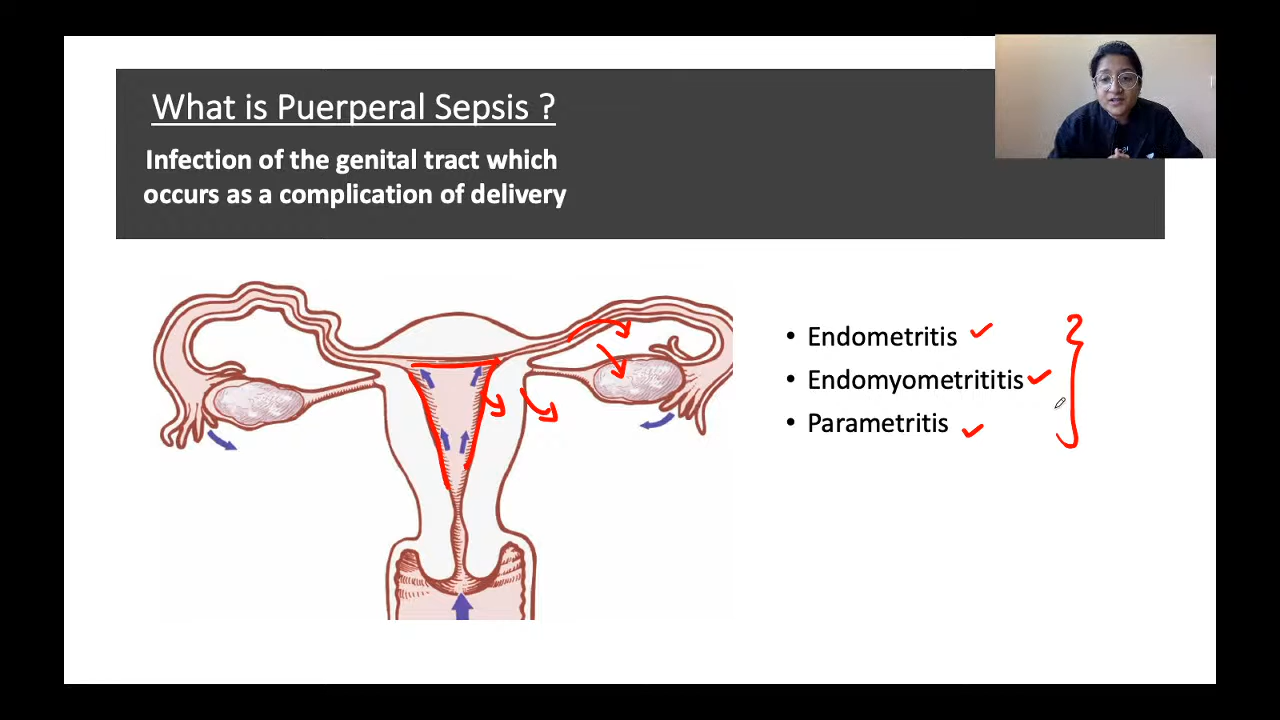 What is Puerperal Sepsis ?
Infection of the genital tract which
occurs as a complication of delivery
• Endometritis
• Endomyometrititis
• Parametritis